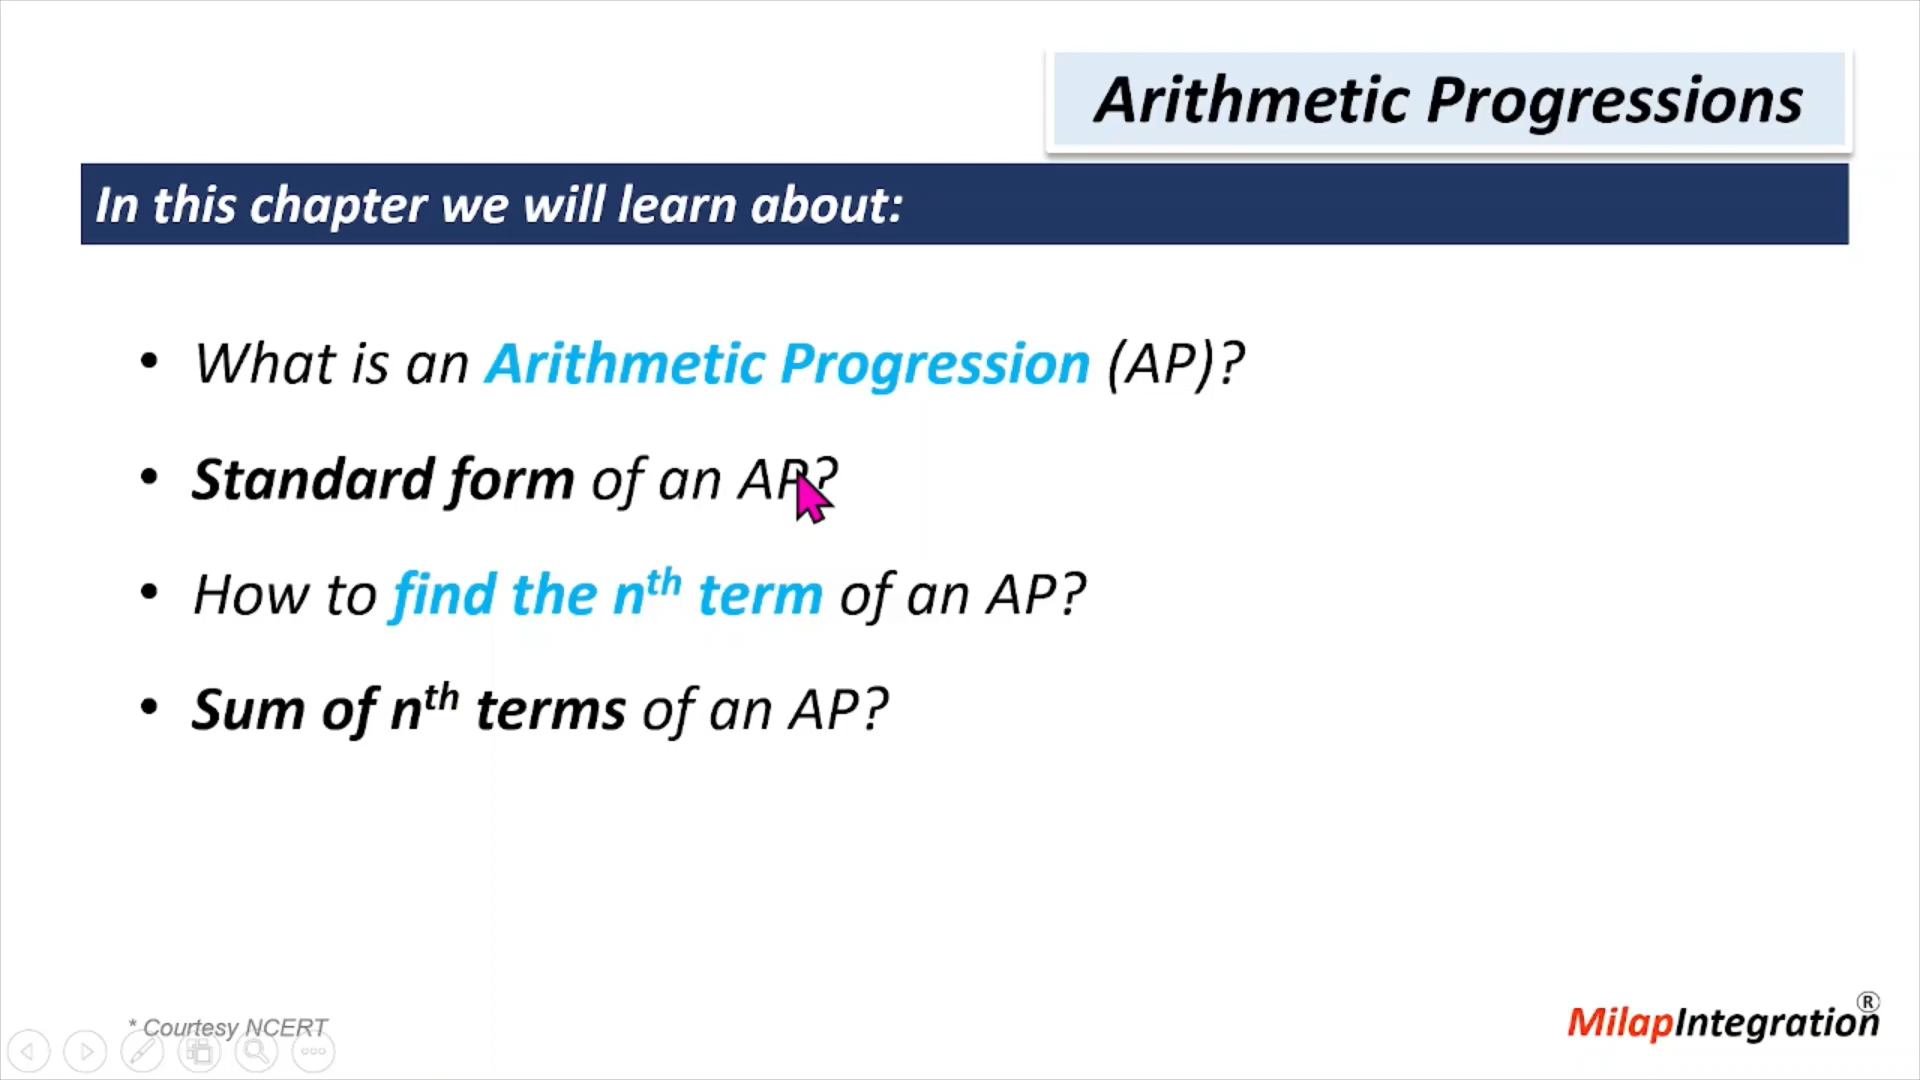 Arithmetic Progressions
In this chapter we will learn about:
• What is an Arithmetic Progression (AP)?
• Standard form of an AP?
• How to find the nth term of an AP?
• Sum of nth terms of an AP?
* Courtesy NCERT
MilapIntegration®